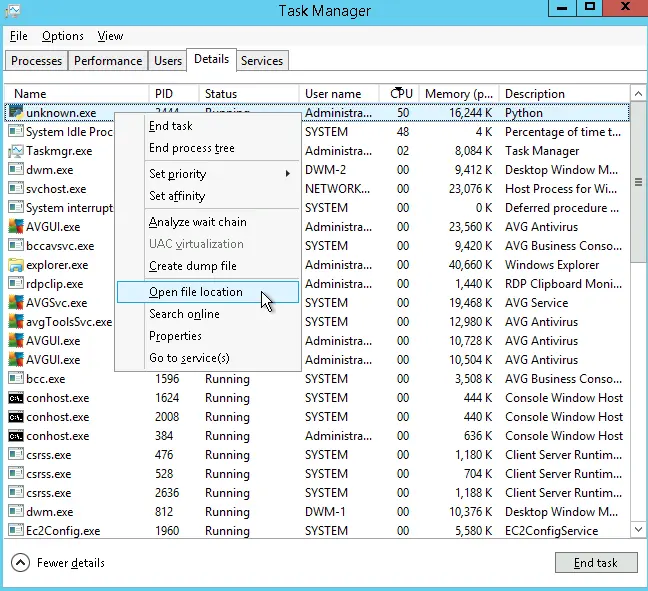 Task Manager
File Options View
Processes Performance Users Details Services
Name PID Status User name CPU Memory (p... Description
unknown.exe Running Administra... 50 16,244 K Python
System Idle Proc SYSTEM 48 4 K Percentage of time t...
Taskmgr.exe Administra... 02 8,084 K Task Manager
dwm.exe DWM-2 00 9,412 K Desktop Window M...
svchost.exe NETWORK... 00 23,076 K Host Process for Wi...
System interrupt SYSTEM 00 0 K Deferred procedure ...
AVGUI.exe Administra... 00 23,560 K AVG Antivirus
bccavsvc.exe SYSTEM 00 9,420 K AVG Business Conso...
explorer.exe Administra... 00 40,660 K Windows Explorer
rdpclip.exe Administra... 00 1,440 K RDP Clipboard Moni...
AVGSvc.exe SYSTEM 00 19,468 K AVG Service
avgToolsSvc.exe SYSTEM 00 12,980 K AVG Antivirus
AVGUI.exe Administra... 00 10,728 K AVG Antivirus
AVGUI.exe Administra... 00 10,504 K AVG Antivirus
bcc.exe 1596 Running SYSTEM 00 3,508 K AVG Business Conso...
conhost.exe 1624 Running SYSTEM 00 444 K Console Window Host
conhost.exe 2008 Running SYSTEM 00 440 K Console Window Host
conhost.exe 384 Running Administra... 00 636 K Console Window Host
csrss.exe 476 Running SYSTEM 00 1,180 K Client Server Runtim...
csrss.exe 528 Running SYSTEM 00 704 K Client Server Runtim...
csrss.exe 2636 Running SYSTEM 00 1,188 K Client Server Runtim...
dwm.exe 812 Running DWM-1 00 10,376 K Desktop Window M...
Ec2Config.exe 1960 Running SYSTEM 00 5,580 K EC2ConfigService
End task
End process tree
Set priority
Set affinity
Analyze wait chain
UAC virtualization
Create dump file
Open file location
Search online
Properties
Go to service(s)
Fewer details
End task